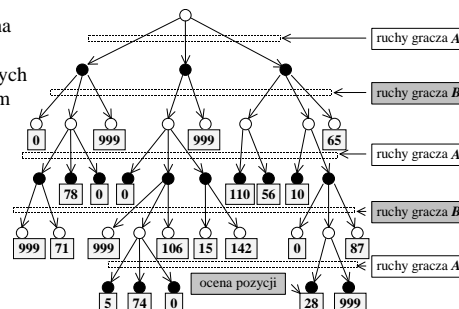 na
ruchy gracza A
ych
m
ruchy gracza B
0 999 999 65
ruchy gracza A
78 0 0 110 56 10
ruchy gracza B
999 71 999 106 15 142 0 87
ruchy gracza A
ocena pozycji
5 74 0 28 999